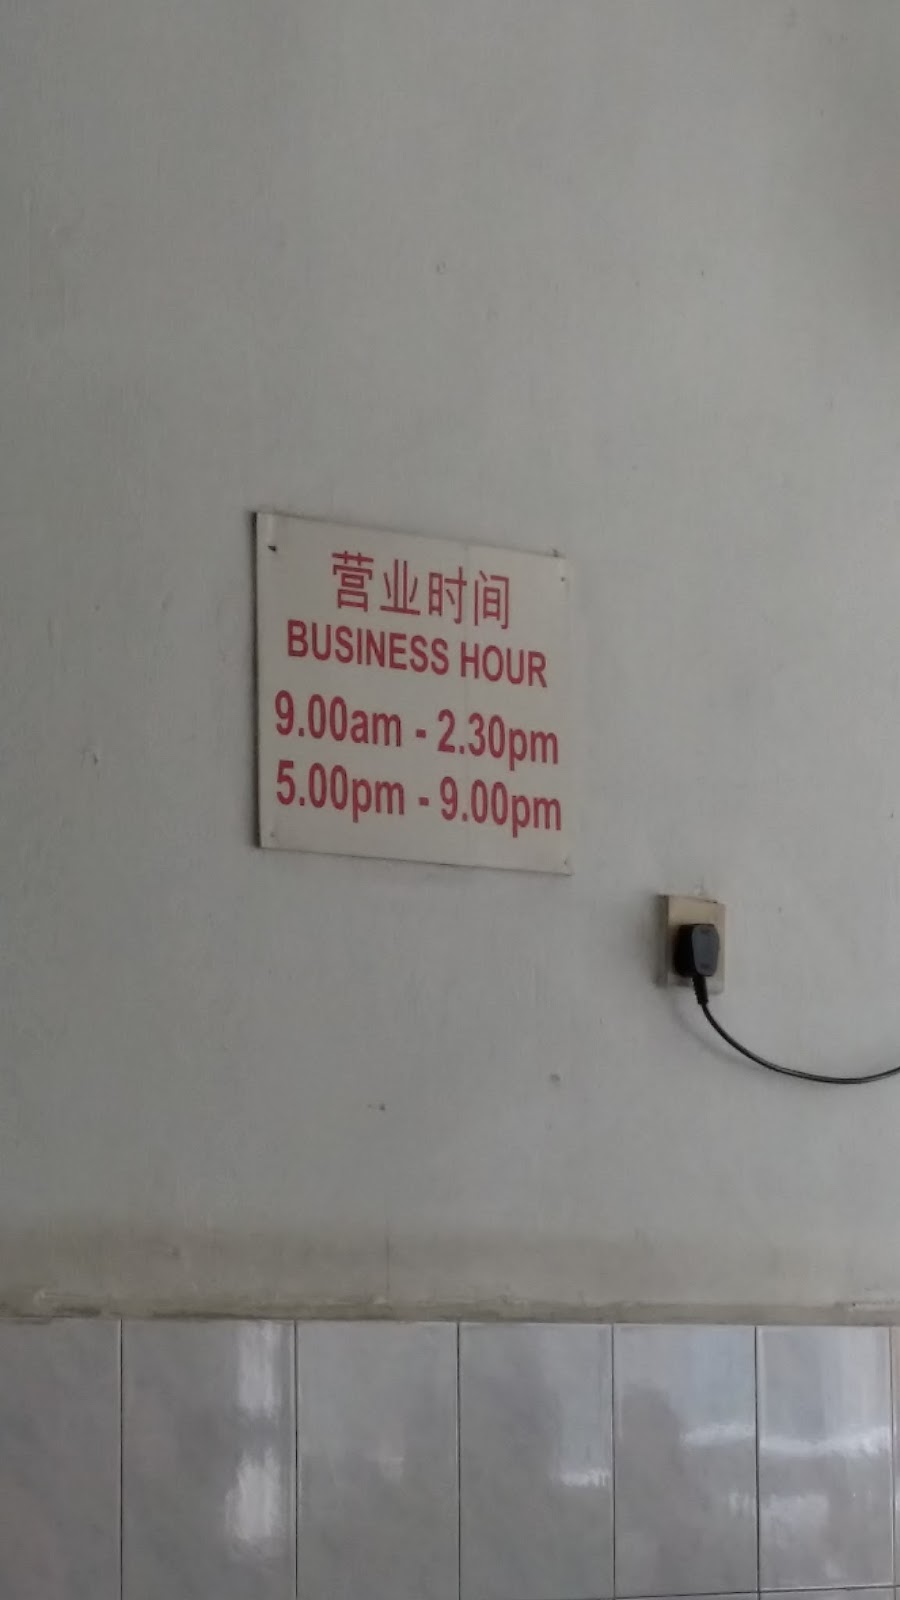 营业时间
BUSINESS HOUR
9.00am - 2.30pm
5.00pm - 9.00pm